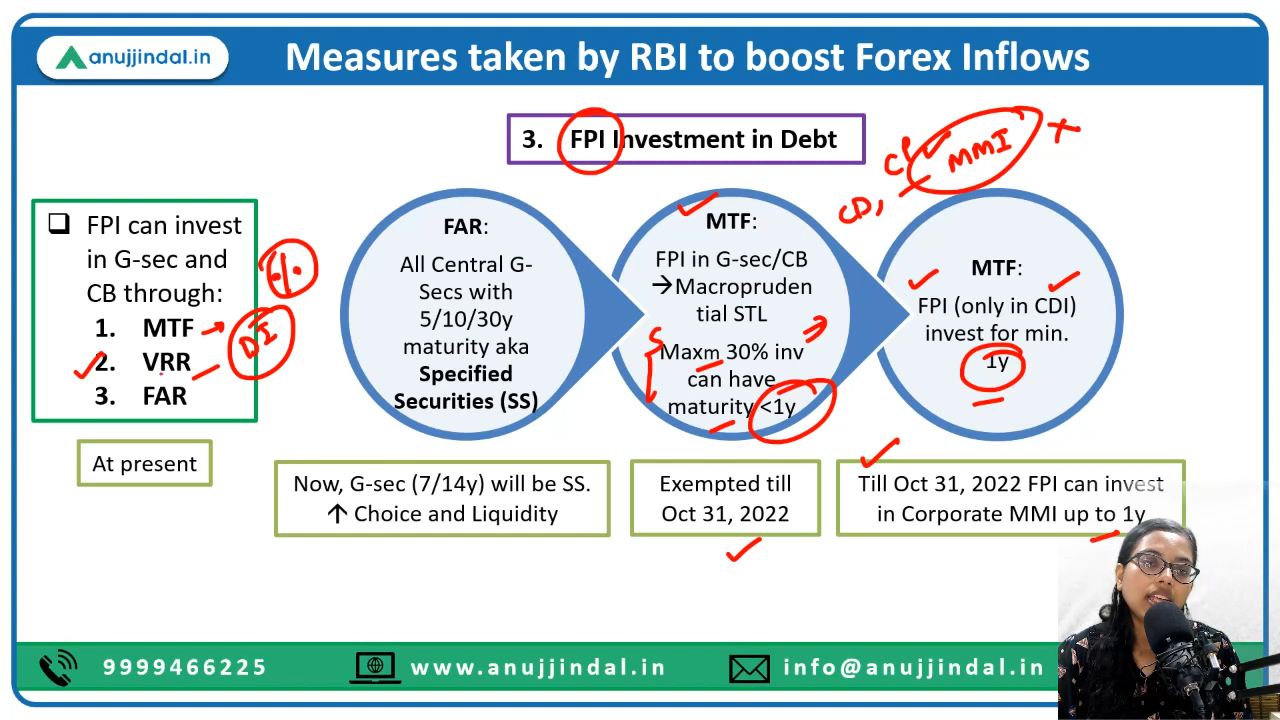 anujjindal.in
Measures taken by RBI to boost Forex Inflows
3. FPI Investment in Debt
CP
MMI
CD,
❑ FPI can invest
in G-sec and
CB through:
1. MTF
2. VRR
3. FAR
%
DI
At present
FAR:
All Central G-
Secs with
5/10/30y
maturity aka
Specified
Securities (SS)
Now, G-sec (7/14y) will be SS.
↑ Choice and Liquidity
MTF:
FPI in G-sec/CB
→Macropruden
tial STL
Maxm 30% inv
can have
maturity <1y
Exempted till
Oct 31, 2022
MTF:
FPI (only in CDI)
invest for min.
1y
Till Oct 31, 2022 FPI can invest
in Corporate MMI up to 1y
9999466225
www.anujjindal.in
info@anujjindal.in